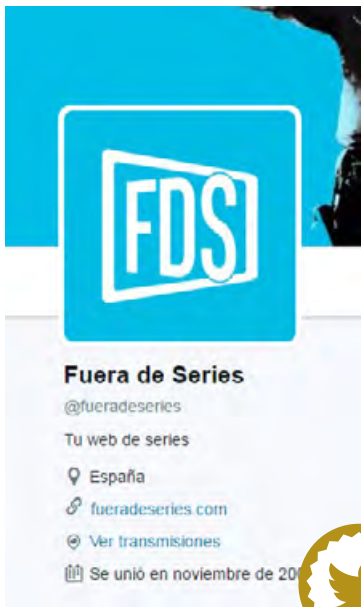 FDS
Fuera de Series
@fueradeseries
Tu web de series
España
fueradeseries.com
Ver transmisiones
Se unió en noviembre de